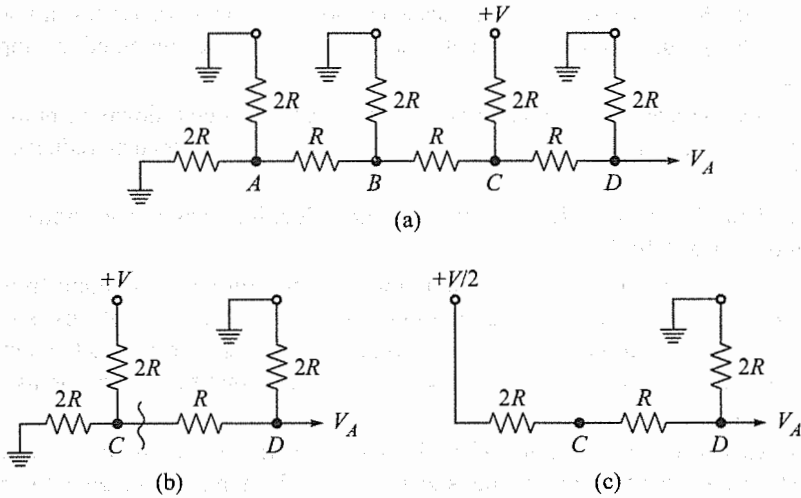 +V
2R 2R 2R 2R
2R R R R
A B C D V_A
(a)
+V +V/2
2R 2R 2R
2R R 2R R
C D V_A C D V_A
(b) (c)